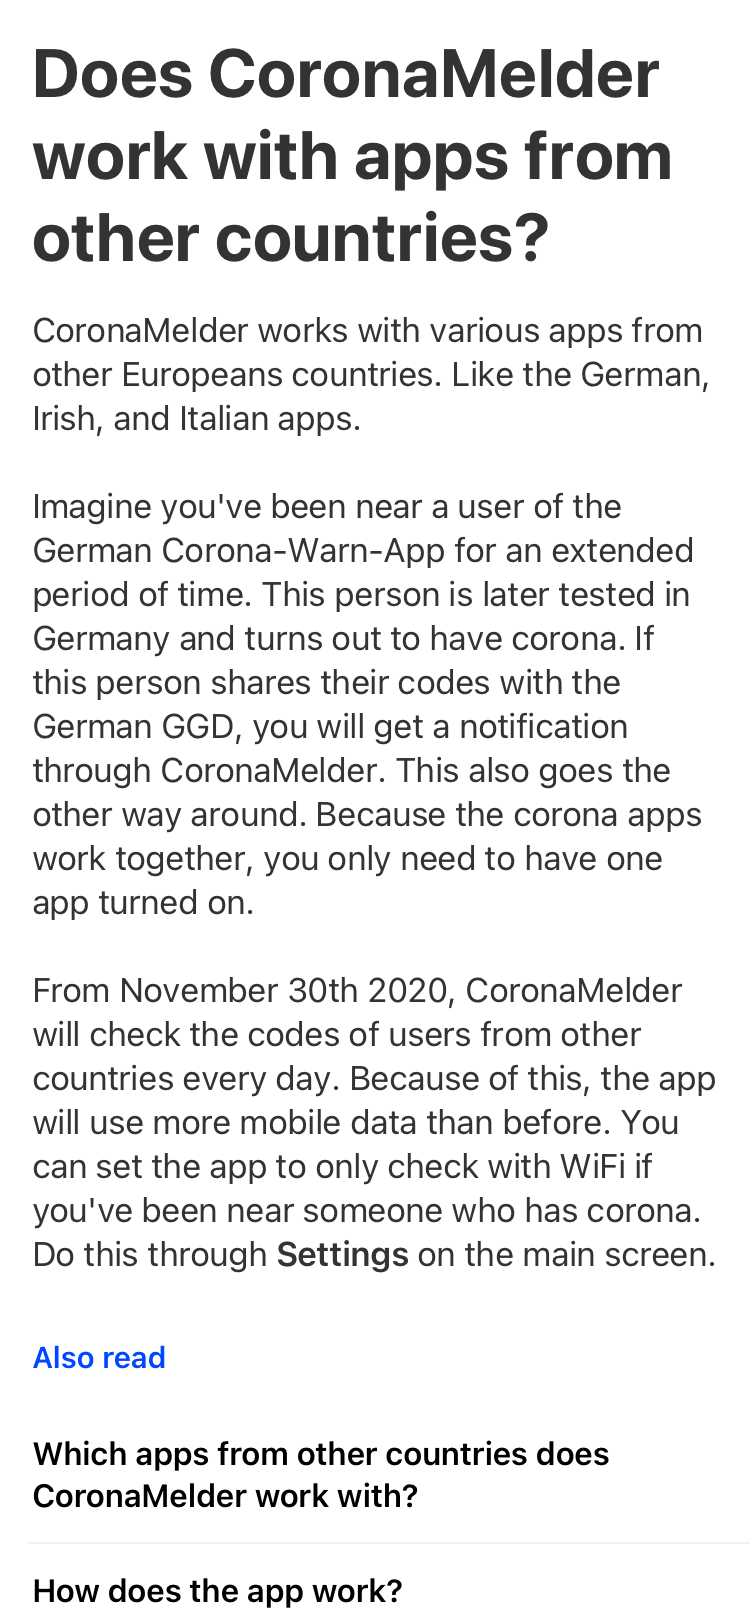 Does CoronaMelder
work with apps from
other countries?
CoronaMelder works with various apps from
other Europeans countries. Like the German,
Irish, and Italian apps.
Imagine you've been near a user of the
German Corona-Warn-App for an extended
period of time. This person is later tested in
Germany and turns out to have corona. If
this person shares their codes with the
German GGD, you will get a notification
through CoronaMelder. This also goes the
other way around. Because the corona apps
work together, you only need to have one
app turned on.
From November 30th 2020, CoronaMelder
will check the codes of users from other
countries every day. Because of this, the app
will use more mobile data than before. You
can set the app to only check with WiFi if
you've been near someone who has corona.
Do this through Settings on the main screen.
Also read
Which apps from other countries does
CoronaMelder work with?
How does the app work?